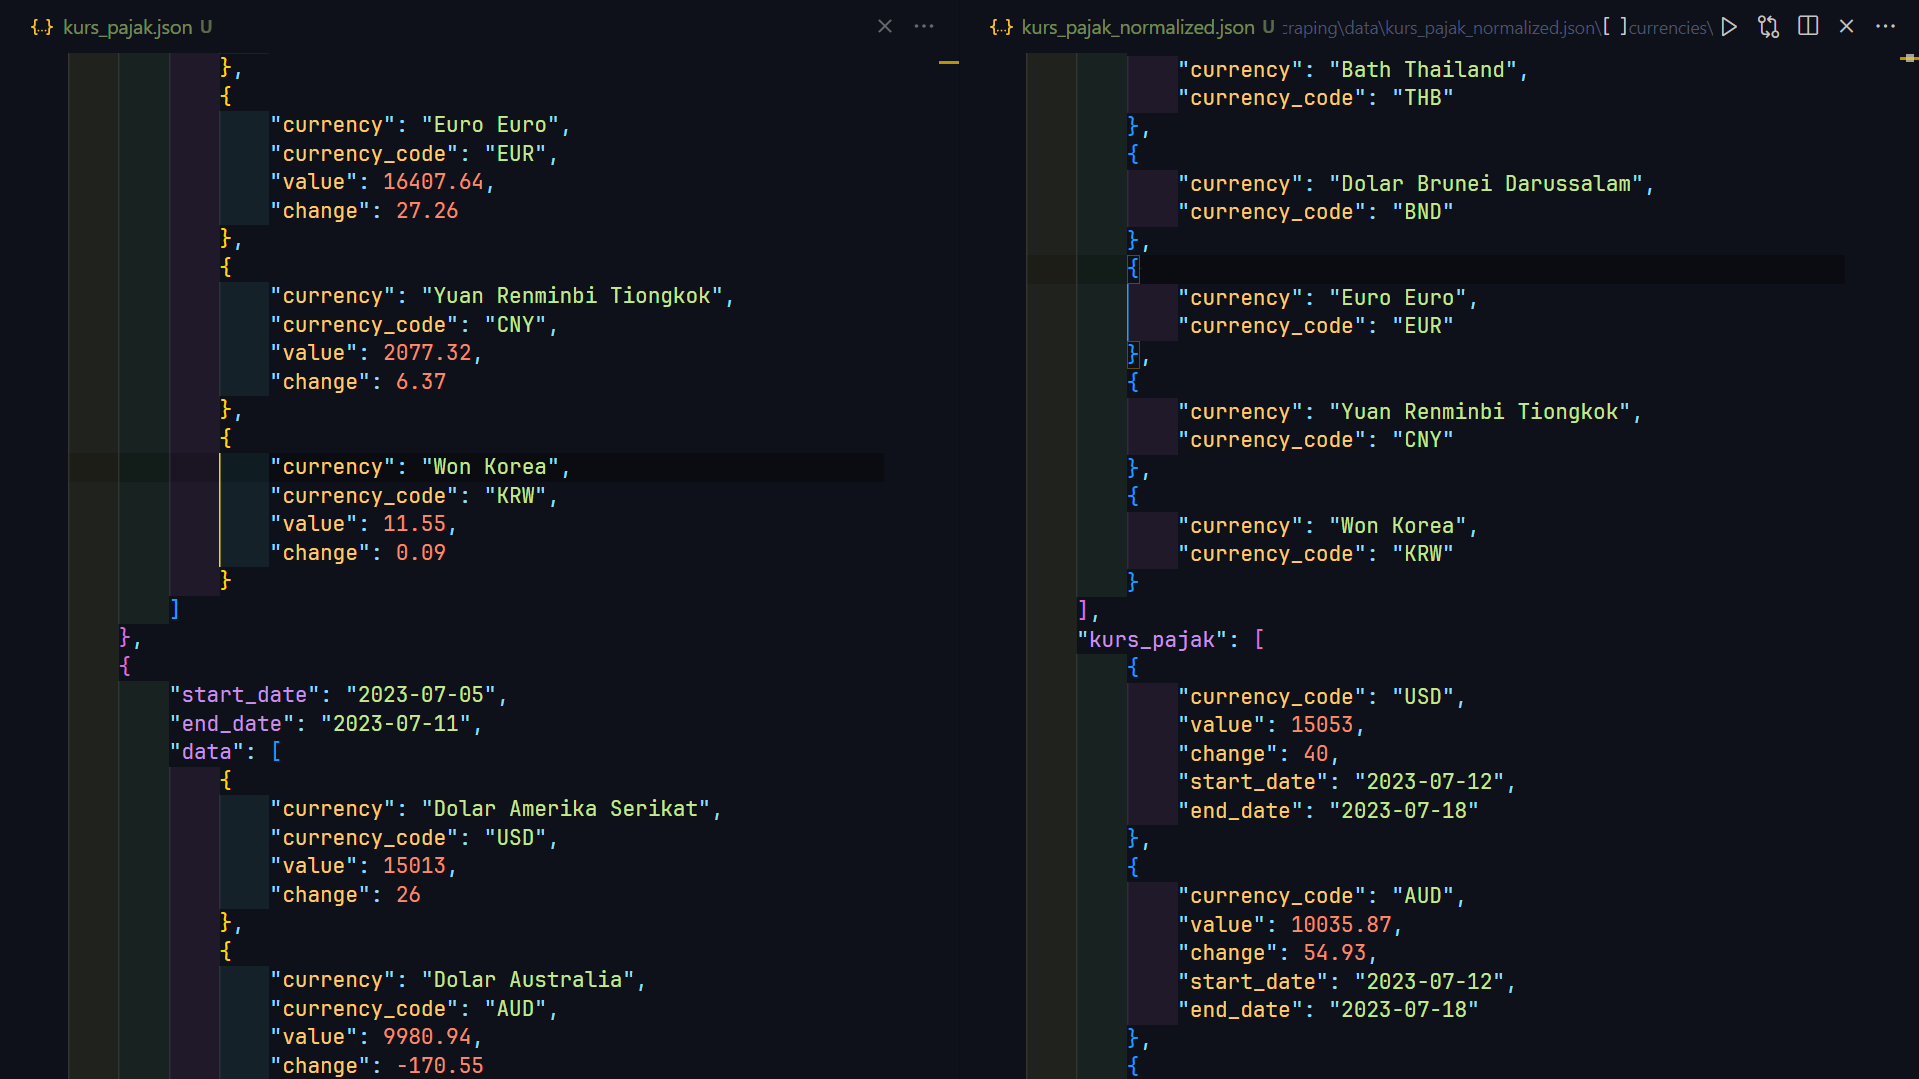 {..} kurs_pajak.json U
},
{
"currency": "Euro Euro",
"currency_code": "EUR",
"value": 16407.64,
"change": 27.26
},
{
"currency": "Yuan Renminbi Tiongkok",
"currency_code": "CNY",
"value": 2077.32,
"change": 6.37
},
{
"currency": "Won Korea",
"currency_code": "KRW",
"value": 11.55,
"change": 0.09
}
]
},
{
"start_date": "2023-07-05",
"end_date": "2023-07-11",
"data": [
{
"currency": "Dolar Amerika Serikat",
"currency_code": "USD",
"value": 15013,
"change": 26
},
{
"currency": "Dolar Australia",
"currency_code": "AUD",
"value": 9980.94,
"change": -170.55
{..} kurs_pajak_normalized.json U craping\data\kurs_pajak_normalized.json\[ ]currencies\
"currency": "Bath Thailand",
"currency_code": "THB"
},
{
"currency": "Dolar Brunei Darussalam",
"currency_code": "BND"
},
{
"currency": "Euro Euro",
"currency_code": "EUR"
},
{
"currency": "Yuan Renminbi Tiongkok",
"currency_code": "CNY"
},
{
"currency": "Won Korea",
"currency_code": "KRW"
}
],
"kurs_pajak": [
{
"currency_code": "USD",
"value": 15053,
"change": 40,
"start_date": "2023-07-12",
"end_date": "2023-07-18"
},
{
"currency_code": "AUD",
"value": 10035.87,
"change": 54.93,
"start_date": "2023-07-12",
"end_date": "2023-07-18"
},
{